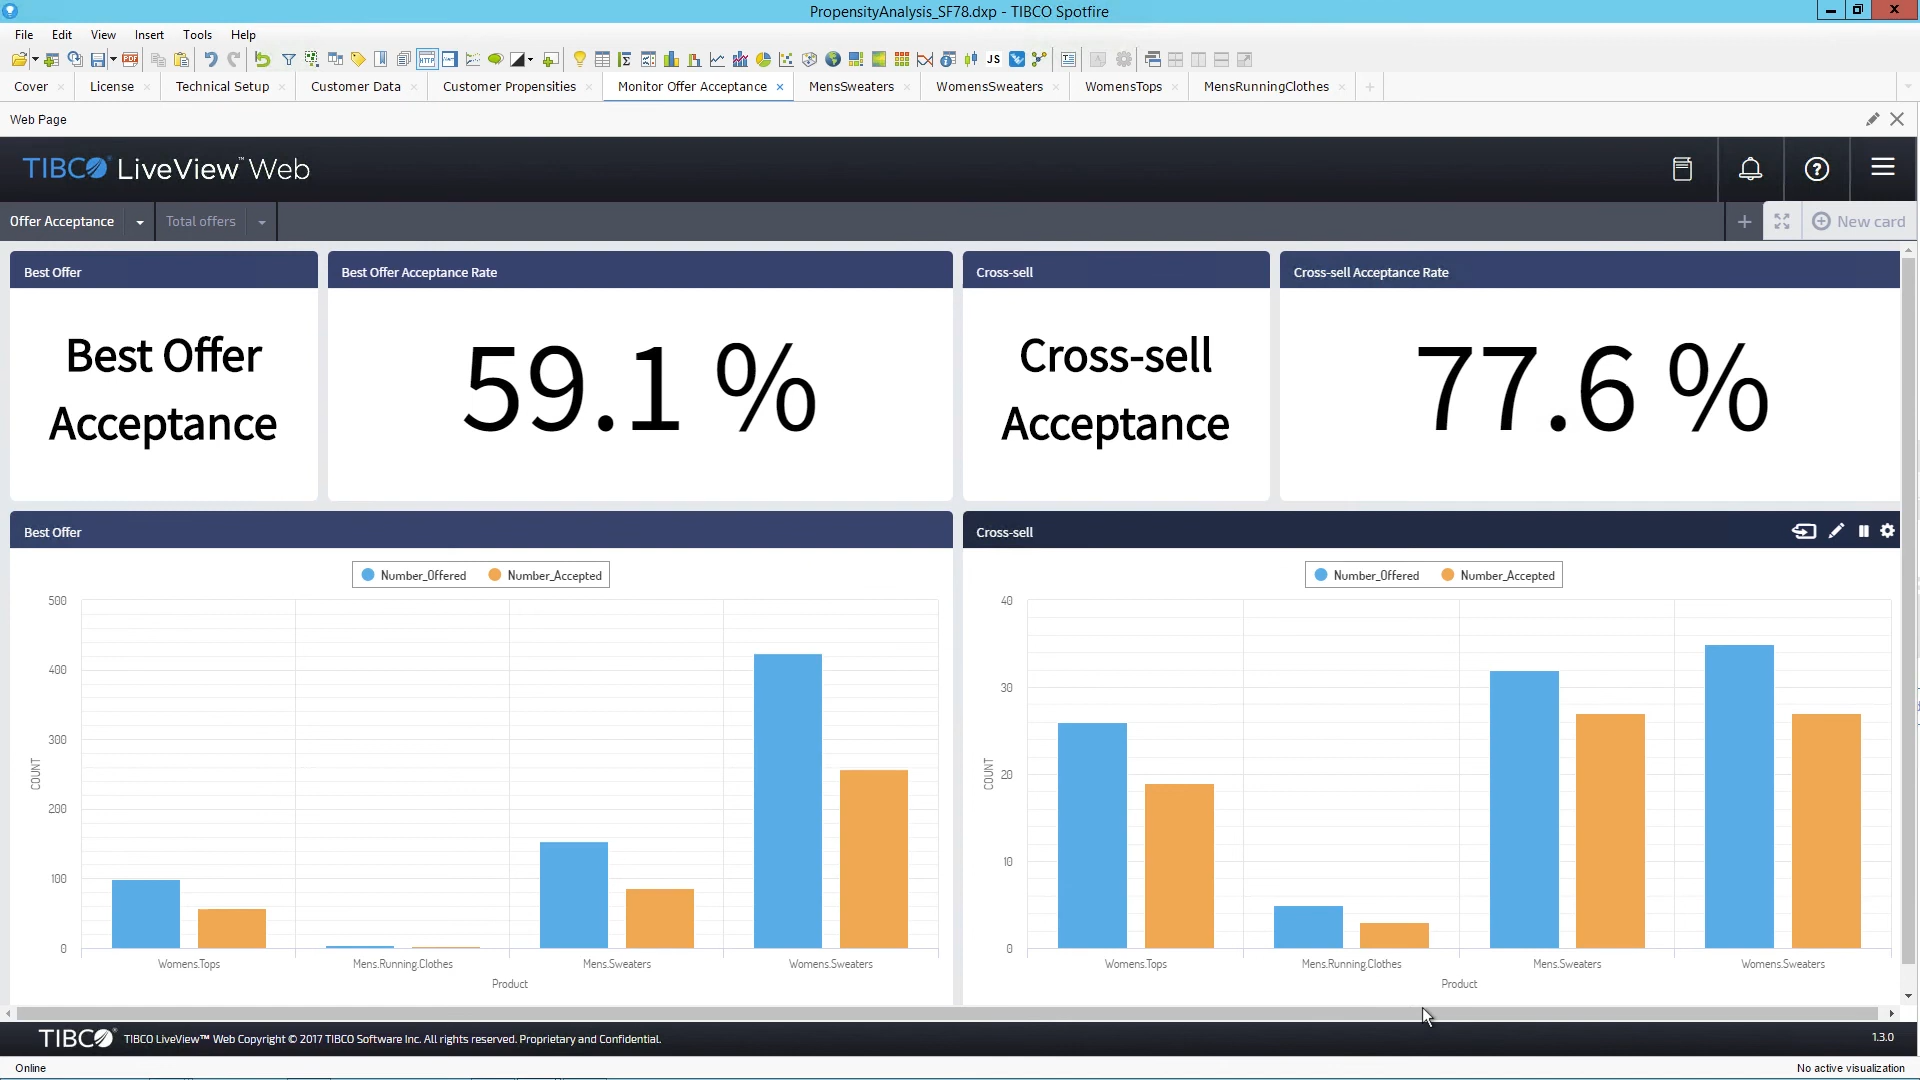 PropensityAnalysis_SF78.dxp - TIBCO Spotfire
File Edit View Insert Tools Help
Cover License Technical Setup Customer Data Customer Propensities Monitor Offer Acceptance MensSweaters WomensSweaters WomensTops MensRunningClothes
Web Page
TIBCO LiveView™ Web
Offer Acceptance Total offers New card
Best Offer
Best Offer
Acceptance
Best Offer Acceptance Rate
59.1 %
Cross-sell
Cross-sell
Acceptance
Cross-sell Acceptance Rate
77.6 %
Best Offer
Number_Offered Number_Accepted
500
400
300
200
100
0
COUNT
Womens.Tops Mens.Running.Clothes Mens.Sweaters Womens.Sweaters
Product
Cross-sell
Number_Offered Number_Accepted
40
30
20
10
0
COUNT
Womens.Tops Mens.Running.Clothes Mens.Sweaters Womens.Sweaters
Product
TIBCO TIBCO LiveView™ Web Copyright © 2017 TIBCO Software Inc. All rights reserved. Proprietary and Confidential. 1.3.0
Online No active visualization